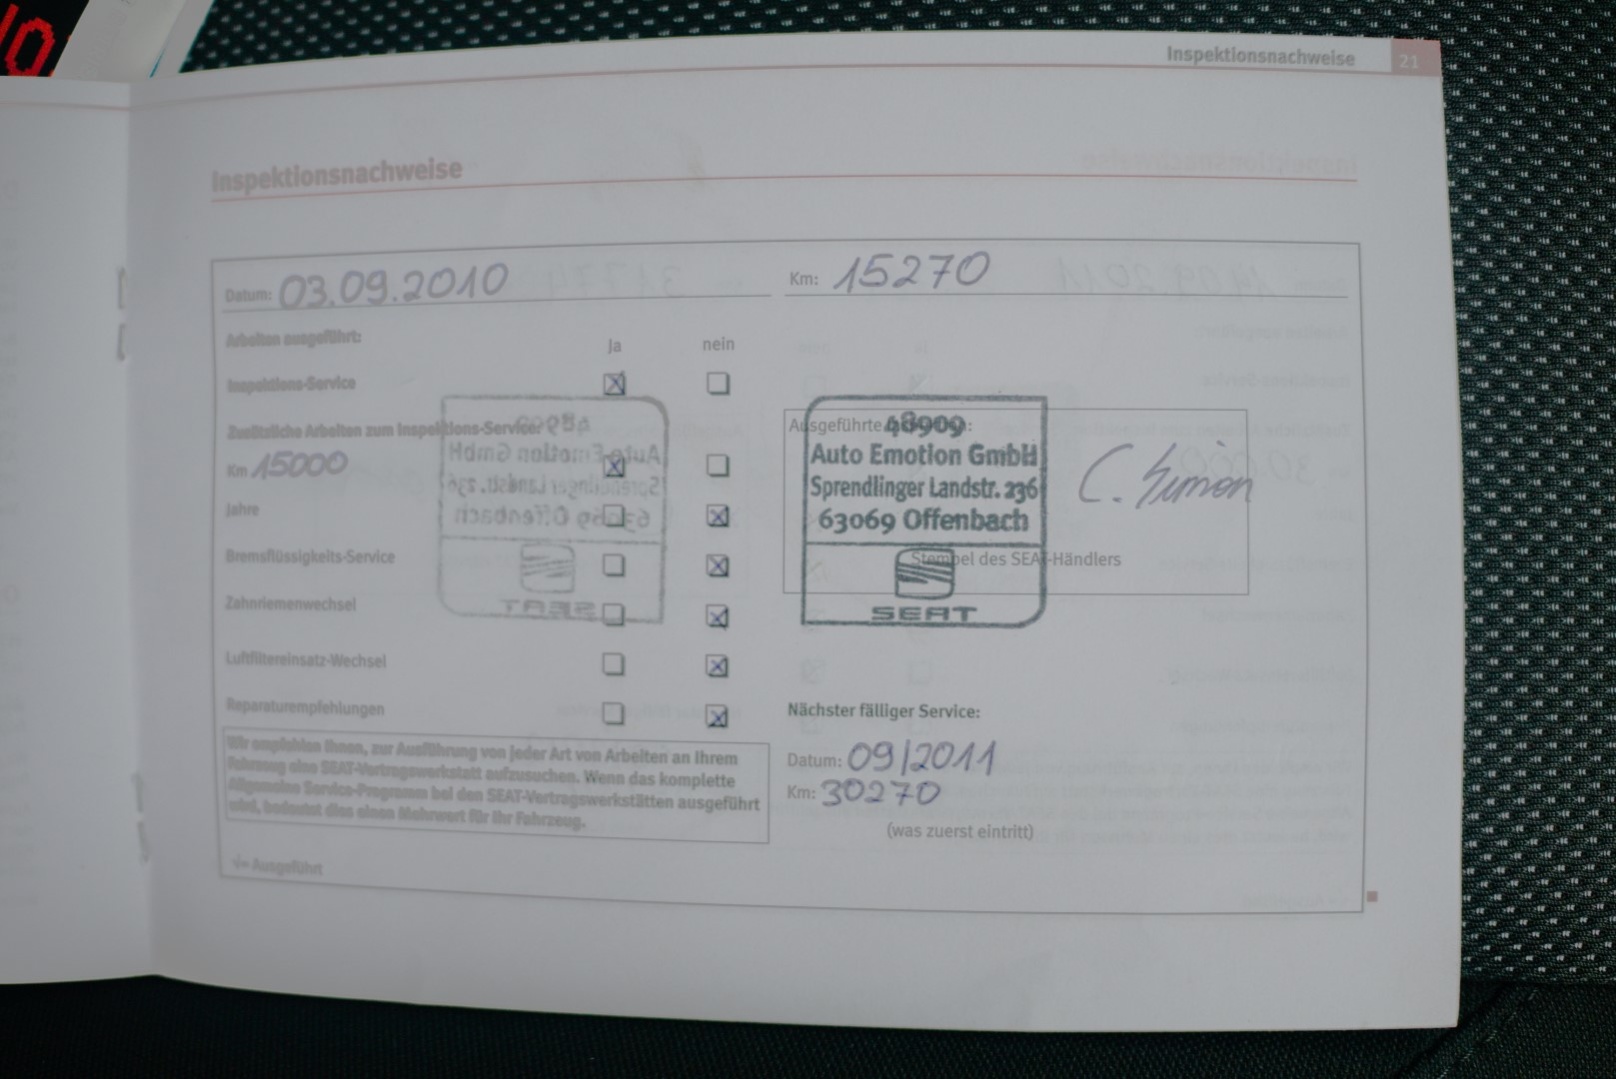 Inspektionsnachweise 21
Inspektionsnachweise
Datum: 03.09.2010
Km: 15270
Arbeiten ausgeführt:
Ja nein
Inspektions-Service
Zusätzliche Arbeiten zum Inspektions-Service:
Km 15000
Jahre
Bremsflüssigkeits-Service
Zahnriemenwechsel
Luftfiltereinsatz-Wechsel
Reparaturempfehlungen
Wir empfehlen Ihnen, zur Ausführung von jeder Art von Arbeiten an Ihrem
Fahrzeug eine SEAT-Vertragswerkstatt aufzusuchen. Wenn das komplette
Allgemeine Service-Programm bei den SEAT-Vertragswerkstätten ausgeführt
wird, bedeutet dies einen Mehrwert für Ihr Fahrzeug.
√= Ausgeführt
Ausgeführte
48909
Auto Emotion GmbH
Sprendlinger Landstr. 236
63069 Offenbach
SEAT
C. Simon
Stempel des SEAT-Händlers
Nächster fälliger Service:
Datum: 09/2011
Km: 30270
(was zuerst eintritt)